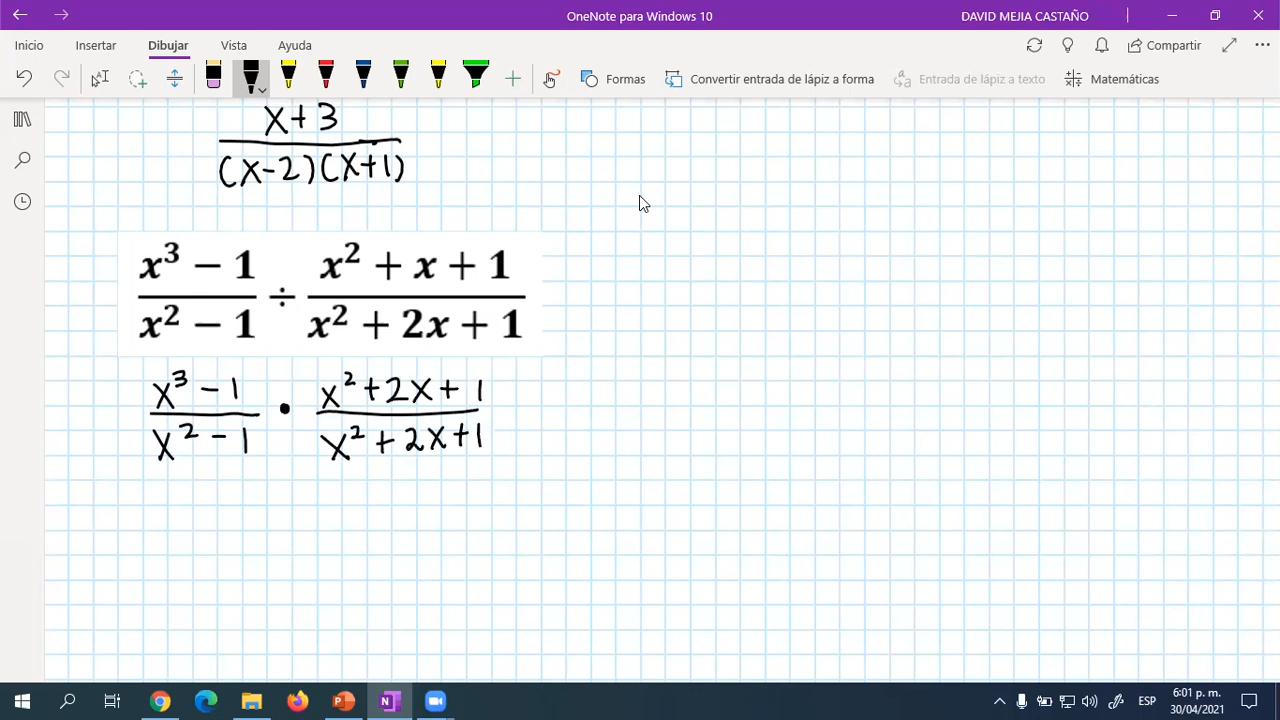 OneNote para Windows 10
DAVID MEJIA CASTAÑO
Inicio Insertar Dibujar Vista Ayuda
Compartir
Formas Convertir entrada de lápiz a forma Entrada de lápiz a texto Matemáticas
x+3
(x-2)(x+1)
x³ − 1 ÷ x² + x + 1
x² − 1 x² + 2x + 1
x³ - 1 • x² + 2x + 1
x² - 1 x² + 2x + 1
ESP
6:01 p. m.
30/04/2021